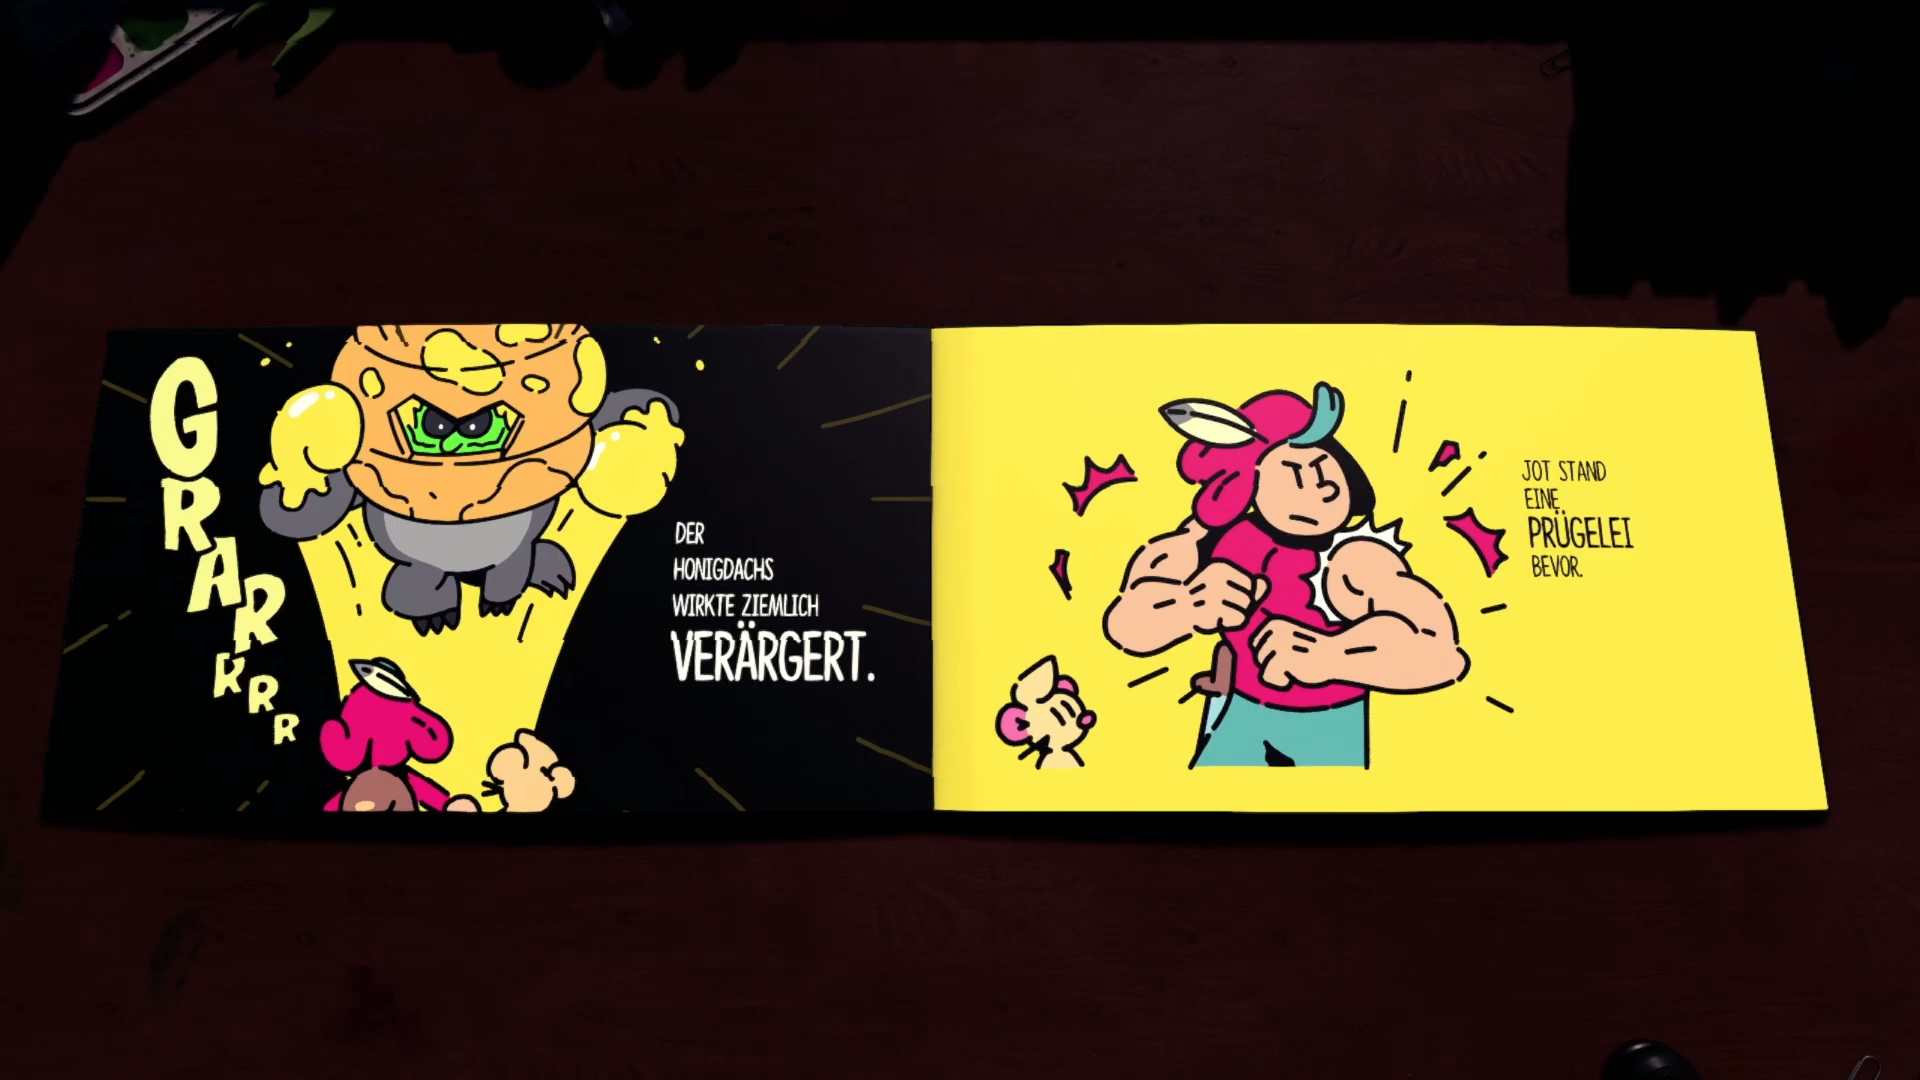 GRARRRR
DER
HONIGDACHS
WIRKTE ZIEMLICH
VERÄRGERT.
JOT STAND
EINE
PRÜGELEI
BEVOR.